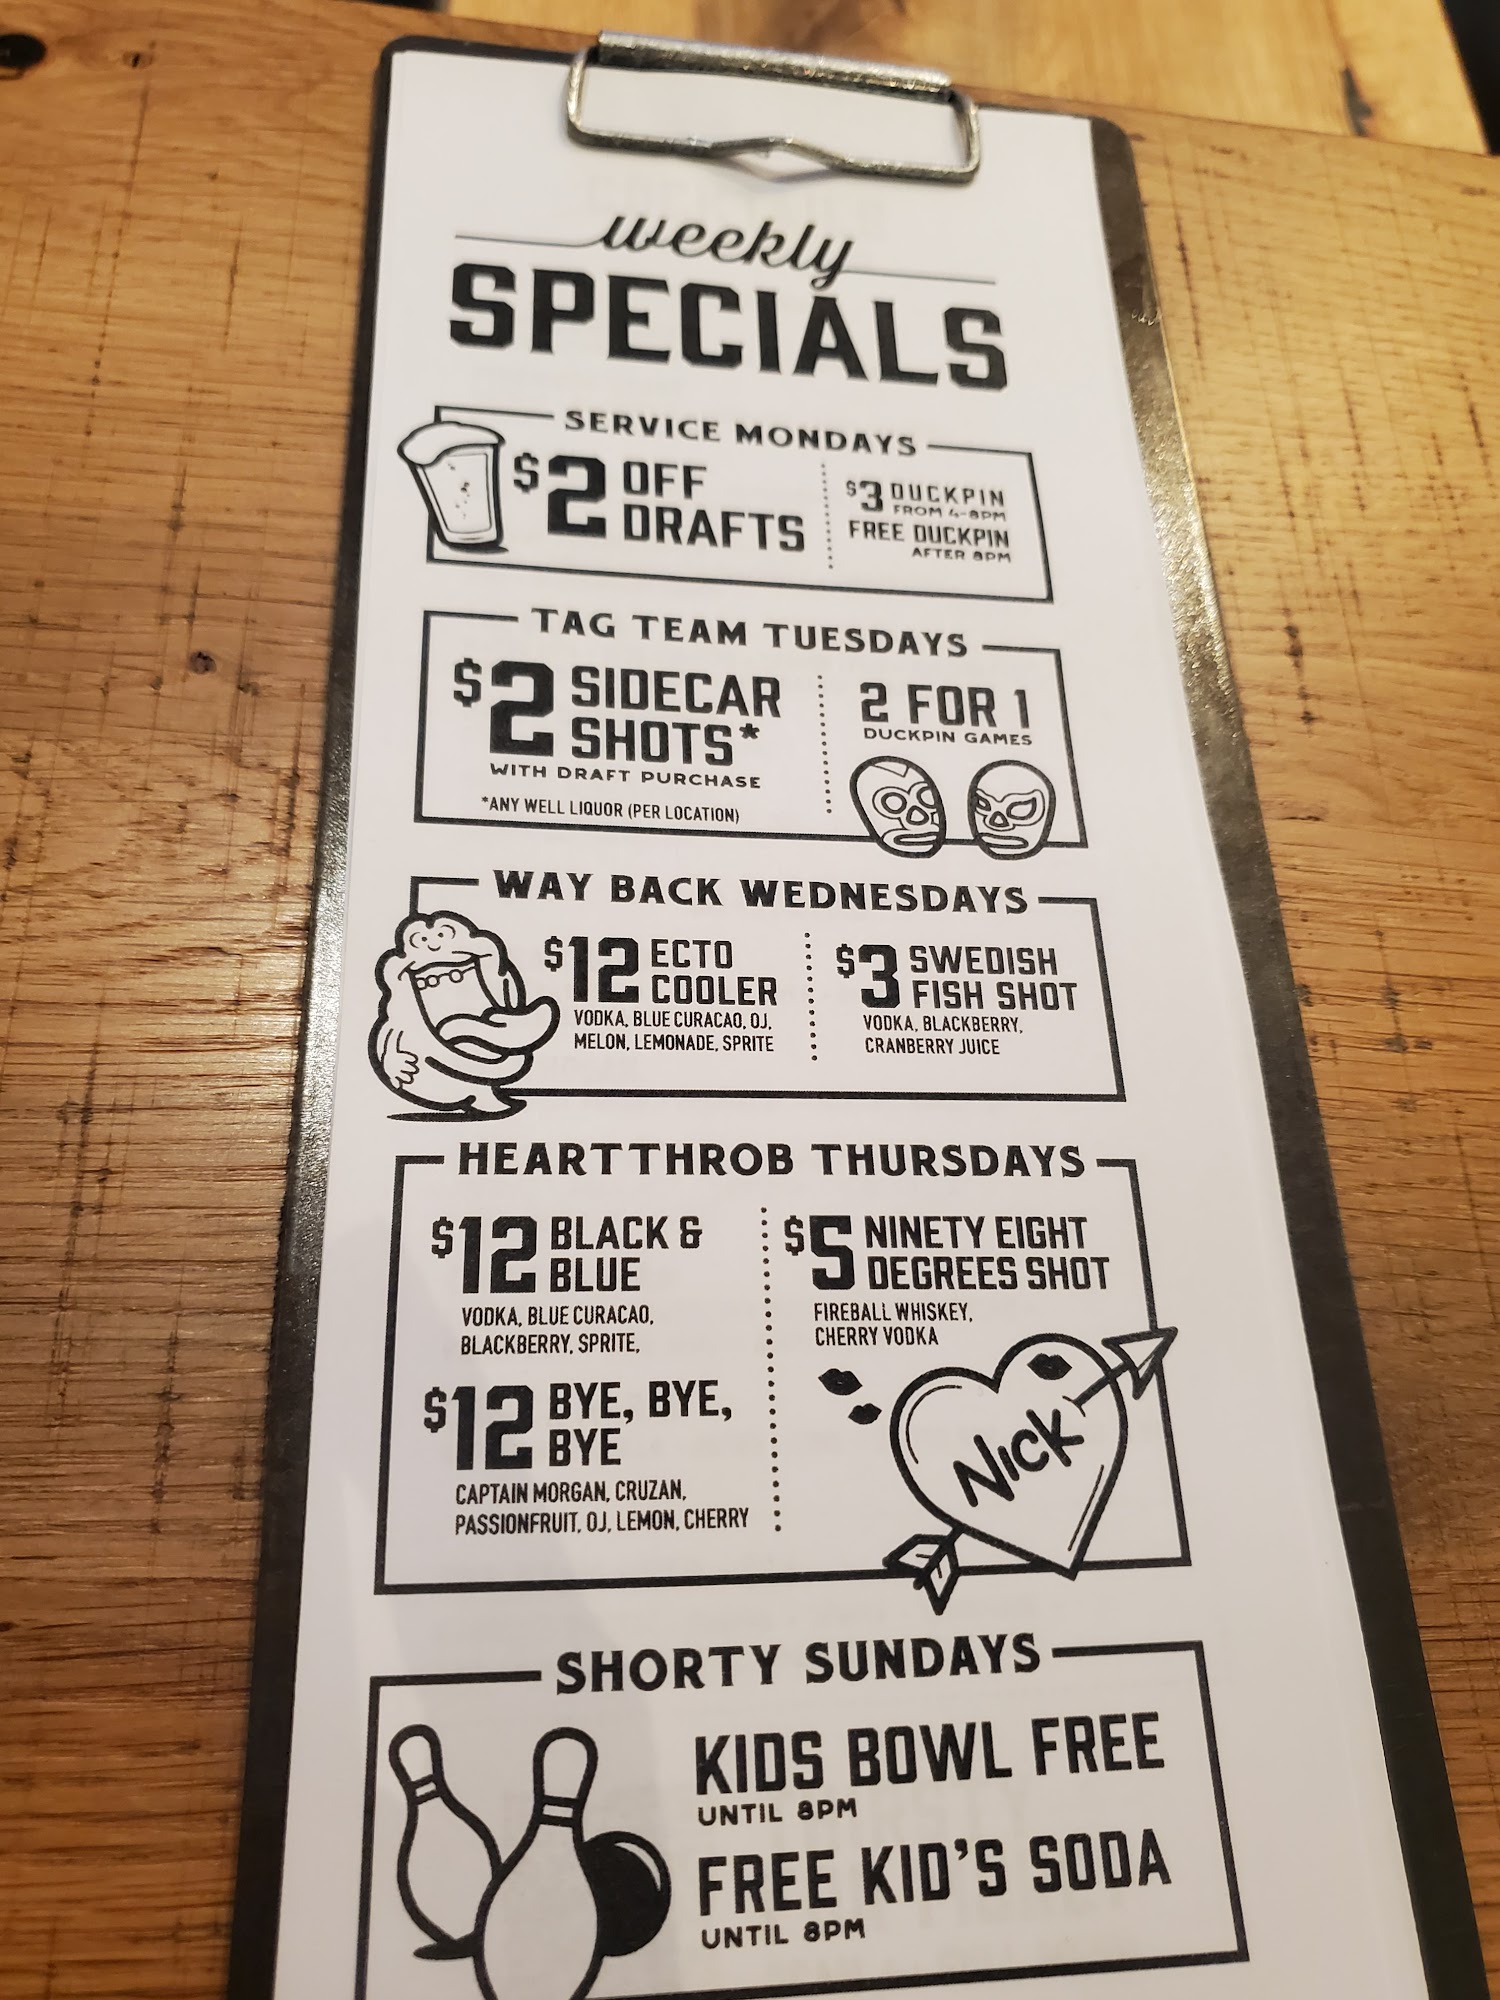 weekly
SPECIALS
SERVICE MONDAYS
$2 OFF
DRAFTS
$3 DUCKPIN
FROM 4-8PM
FREE DUCKPIN
AFTER 8PM
TAG TEAM TUESDAYS
$2 SIDECAR
SHOTS*
WITH DRAFT PURCHASE
*ANY WELL LIQUOR (PER LOCATION)
2 FOR 1
DUCKPIN GAMES
WAY BACK WEDNESDAYS
$12 ECTO
COOLER
VODKA, BLUE CURACAO, OJ,
MELON, LEMONADE, SPRITE
$3 SWEDISH
FISH SHOT
VODKA, BLACKBERRY,
CRANBERRY JUICE
HEARTTHROB THURSDAYS
$12 BLACK &
BLUE
VODKA, BLUE CURACAO,
BLACKBERRY, SPRITE,
$12 BYE, BYE,
BYE
CAPTAIN MORGAN, CRUZAN,
PASSIONFRUIT, OJ, LEMON, CHERRY
$5 NINETY EIGHT
DEGREES SHOT
FIREBALL WHISKEY,
CHERRY VODKA
NICK
SHORTY SUNDAYS
KIDS BOWL FREE
UNTIL 8PM
FREE KID'S SODA
UNTIL 8PM